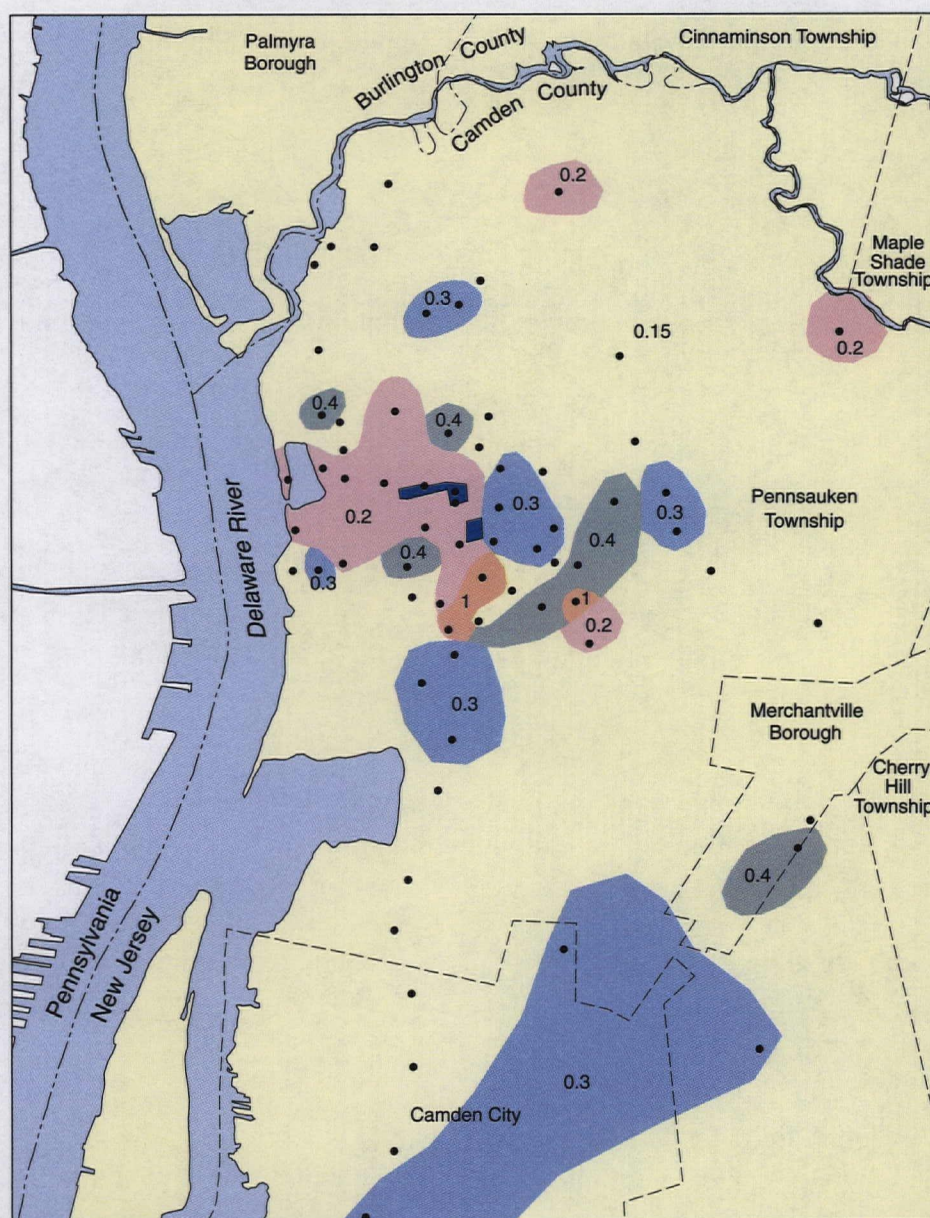 Palmyra
Borough
Burlington County
Camden County
Cinnaminson Township
0.2
Maple
Shade
Township
0.3
0.15
0.2
0.4
0.4
0.3
0.3
0.2
0.4
0.4
Pennsauken
Township
0.3
1
1
0.2
Delaware River
0.3
Merchantville
Borough
Cherry
Hill
Township
0.4
Pennsylvania
New Jersey
0.3
Camden City